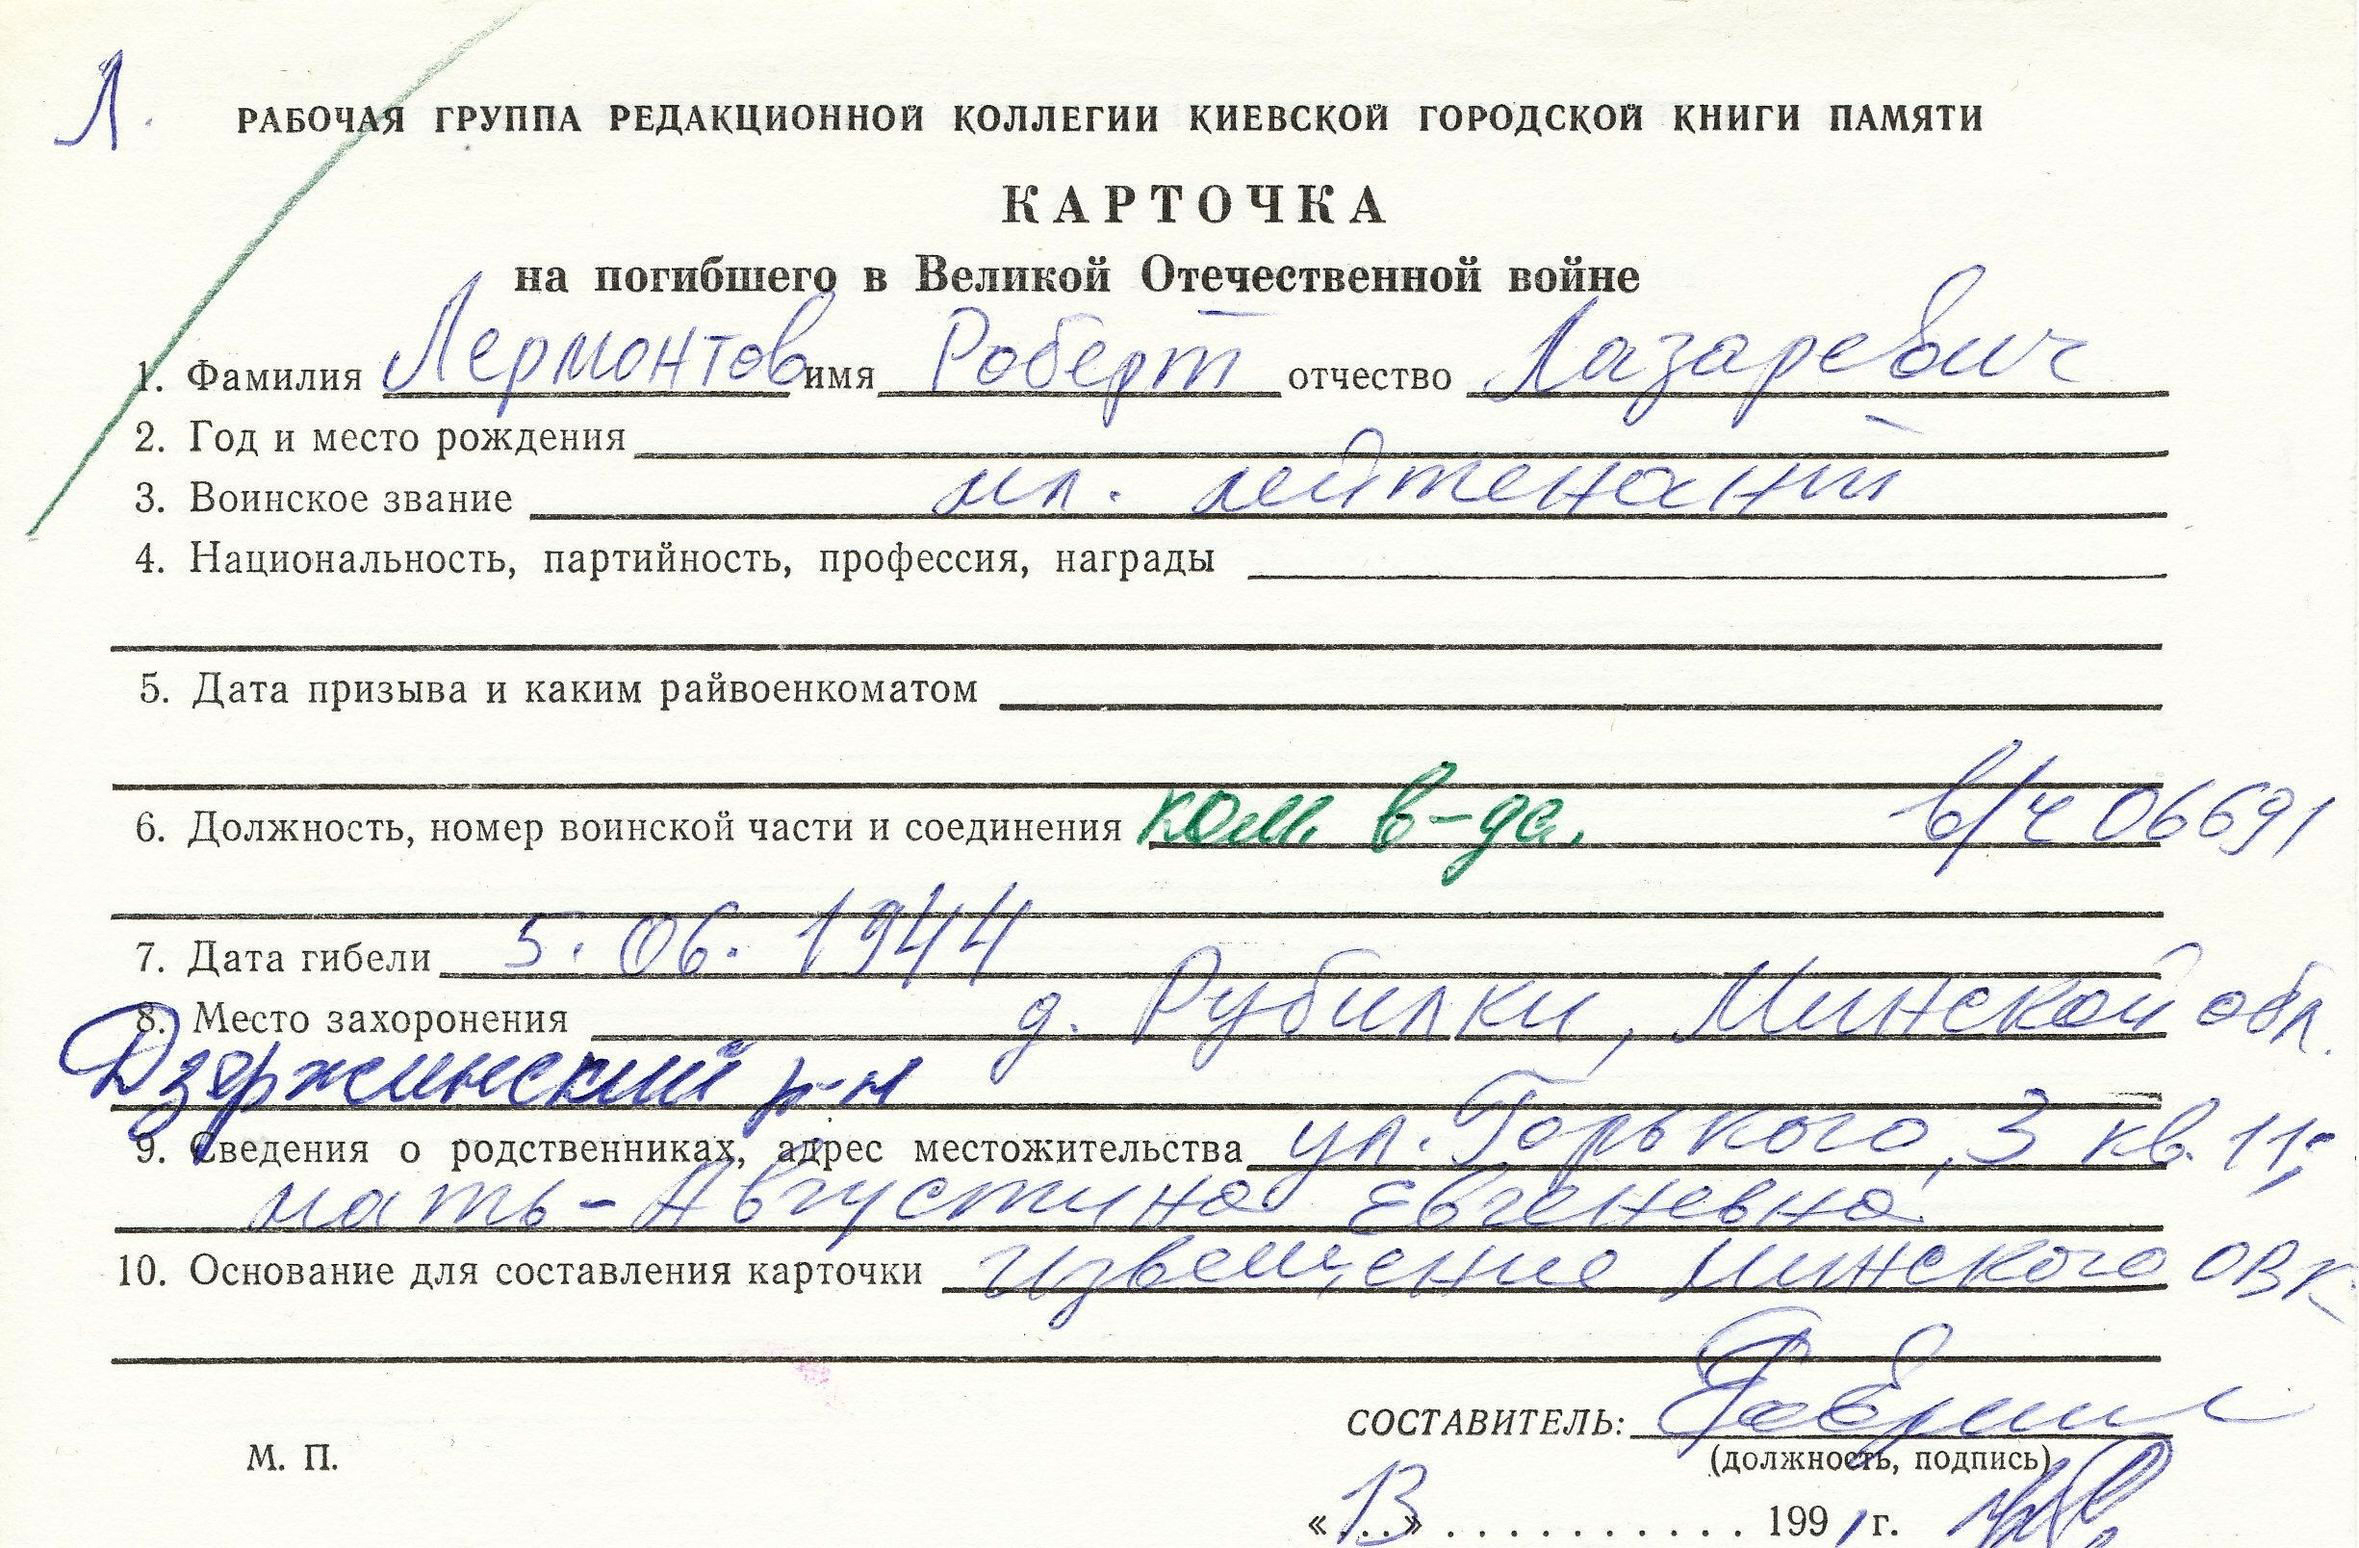 Л.
РАБОЧАЯ ГРУППА РЕДАКЦИОННОЙ КОЛЛЕГИИ КИЕВСКОЙ ГОРОДСКОЙ КНИГИ ПАМЯТИ
КАРТОЧКА
на погибшего в Великой Отечественной войне
1. Фамилия Лермонтов имя Роберт отчество Лазаревич
2. Год и место рождения
3. Воинское звание мл. лейтенант
4. Национальность, партийность, профессия, награды
5. Дата призыва и каким райвоенкоматом
6. Должность, номер воинской части и соединения ком. в-да. в/ч 06691
7. Дата гибели 5.06.1944
8. Место захоронения д. Рубилки, Минской обл.
Дзержинский р-н
9. Сведения о родственниках, адрес местожительства ул. Горького, 3 кв. 11;
мать - Августина Евгеневна
10. Основание для составления карточки извещение Минского ОВК
СОСТАВИТЕЛЬ:
(должность, подпись)
М. П.
«13» . . . . . . . . . . . 1991 г.